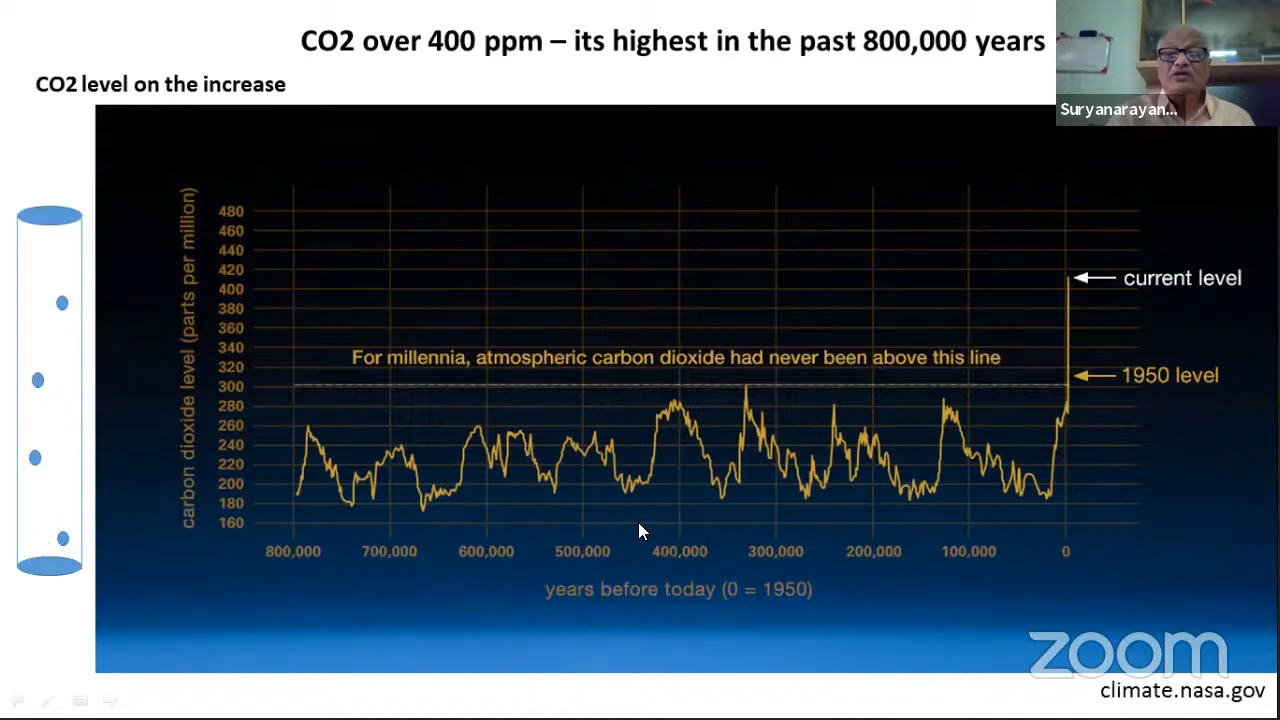 CO2 over 400 ppm – its highest in the past 800,000 years
CO2 level on the increase
Suryanarayan...
carbon dioxide level (parts per million)
480
460
440
420
400
380
360
340
320
300
280
260
240
220
200
180
160
For millennia, atmospheric carbon dioxide had never been above this line
current level
1950 level
800,000 700,000 600,000 500,000 400,000 300,000 200,000 100,000 0
years before today (0 = 1950)
zoom
climate.nasa.gov